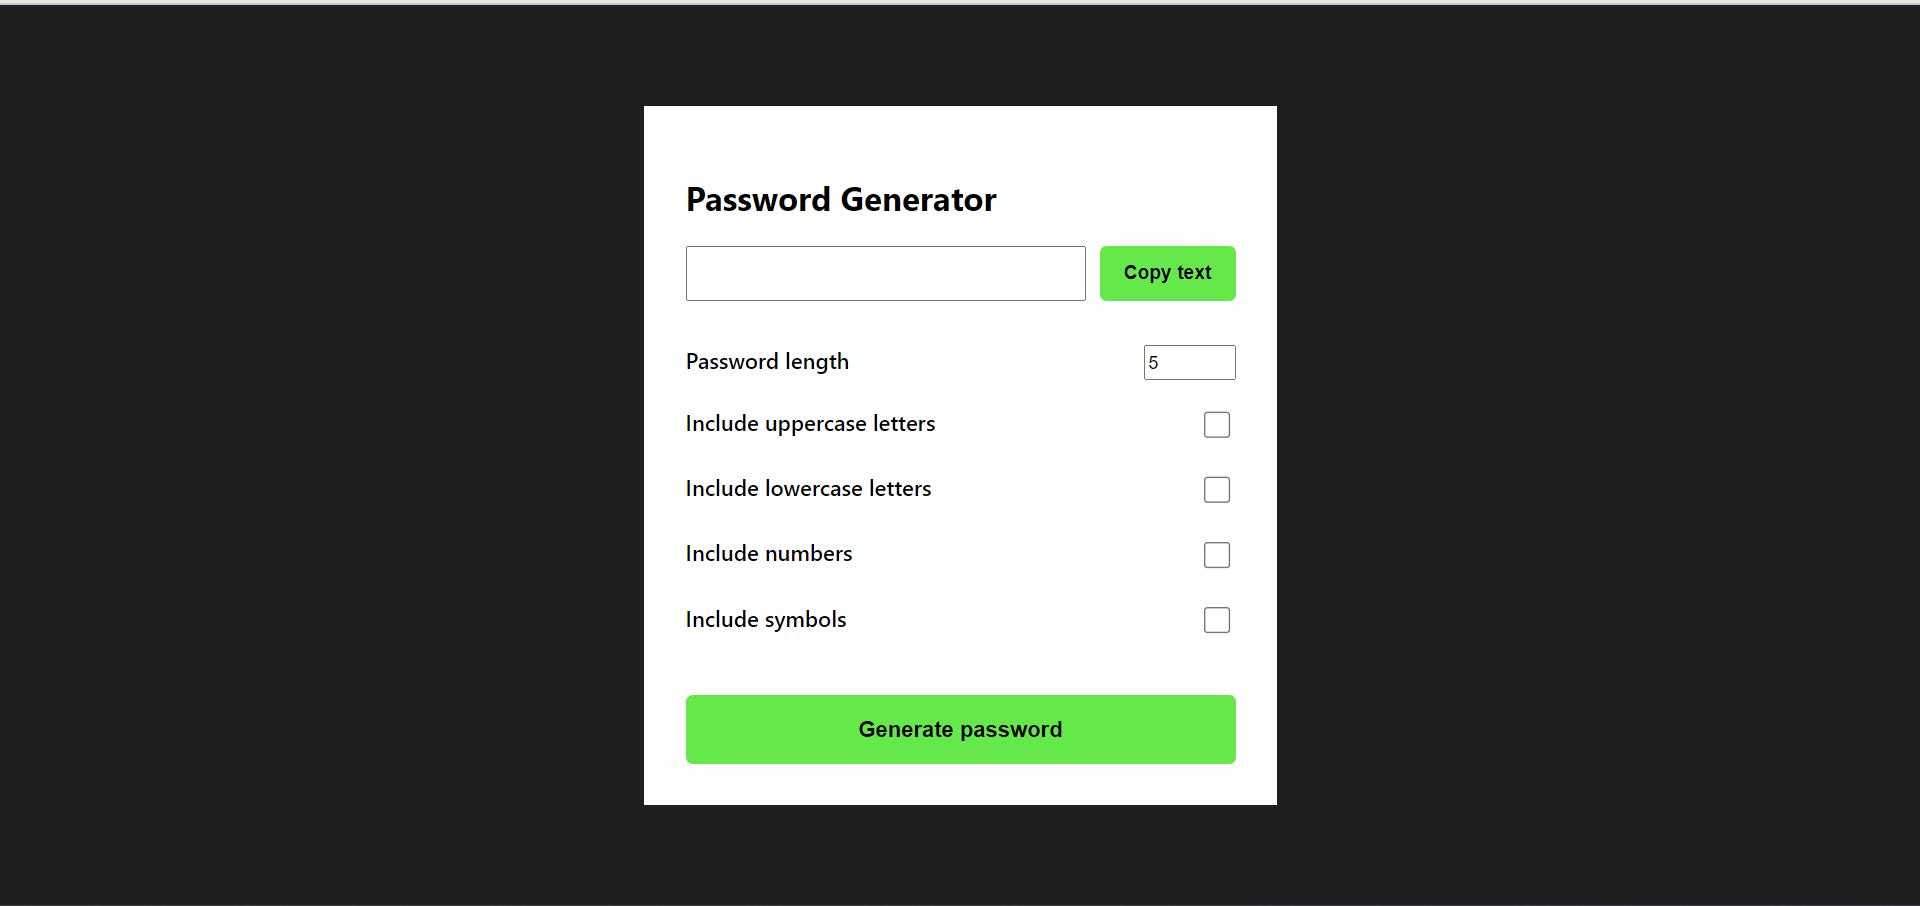 Password Generator
Copy text
Password length
5
Include uppercase letters
Include lowercase letters
Include numbers
Include symbols
Generate password